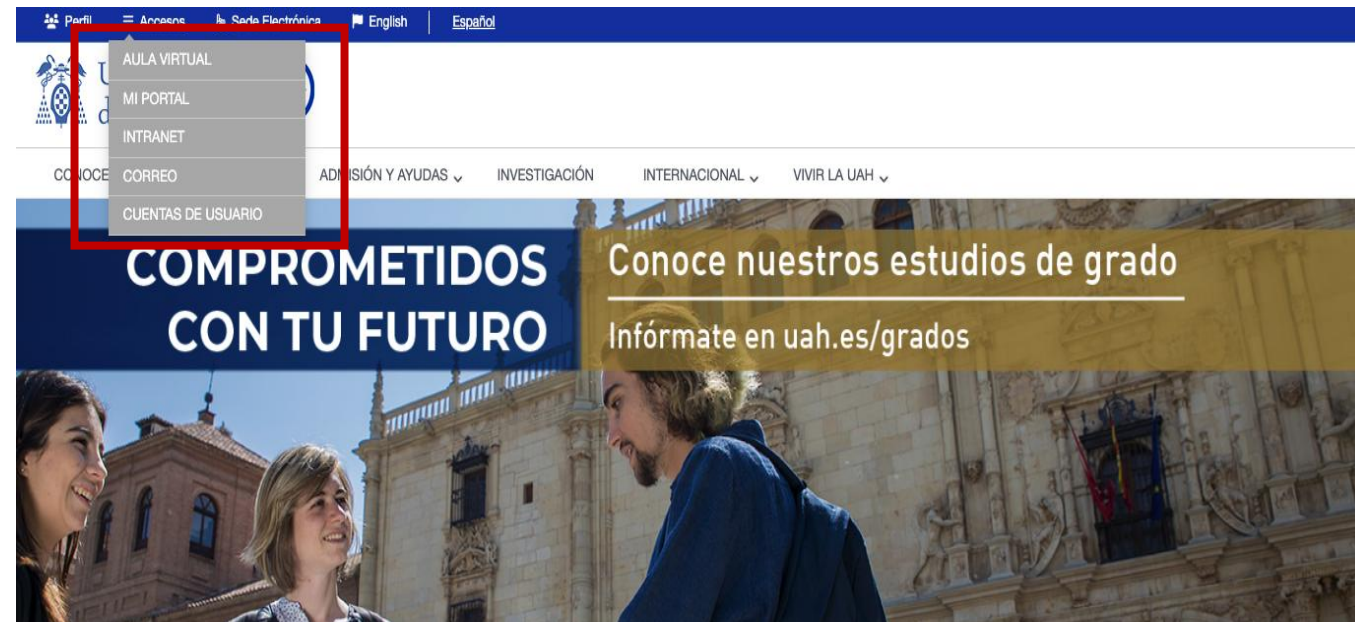 Perfil Accesos Sede Electrónica English Español
AULA VIRTUAL
MI PORTAL
INTRANET
CORREO
CUENTAS DE USUARIO
U
d
CONOCE ADMISIÓN Y AYUDAS INVESTIGACIÓN INTERNACIONAL VIVIR LA UAH
COMPROMETIDOS
CON TU FUTURO
Conoce nuestros estudios de grado
Infórmate en uah.es/grados